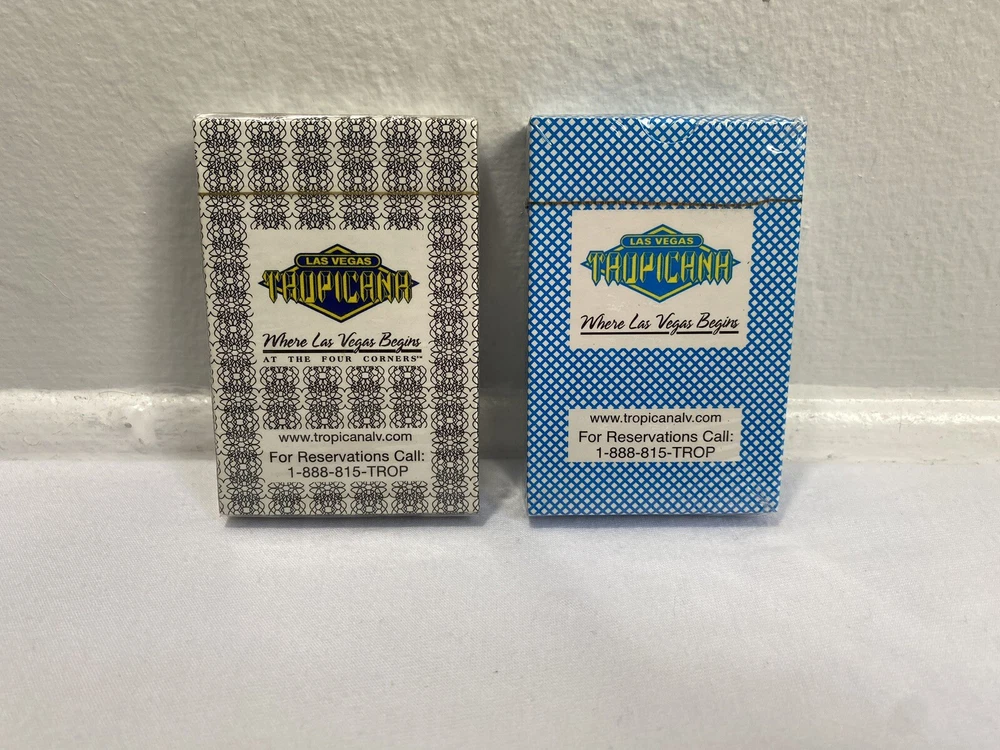 LAS VEGAS
TROPICANA
Where Las Vegas Begins
AT THE FOUR CORNERS℠
www.tropicanalv.com
For Reservations Call:
1-888-815-TROP
LAS VEGAS
TROPICANA
Where Las Vegas Begins
www.tropicanalv.com
For Reservations Call:
1-888-815-TROP